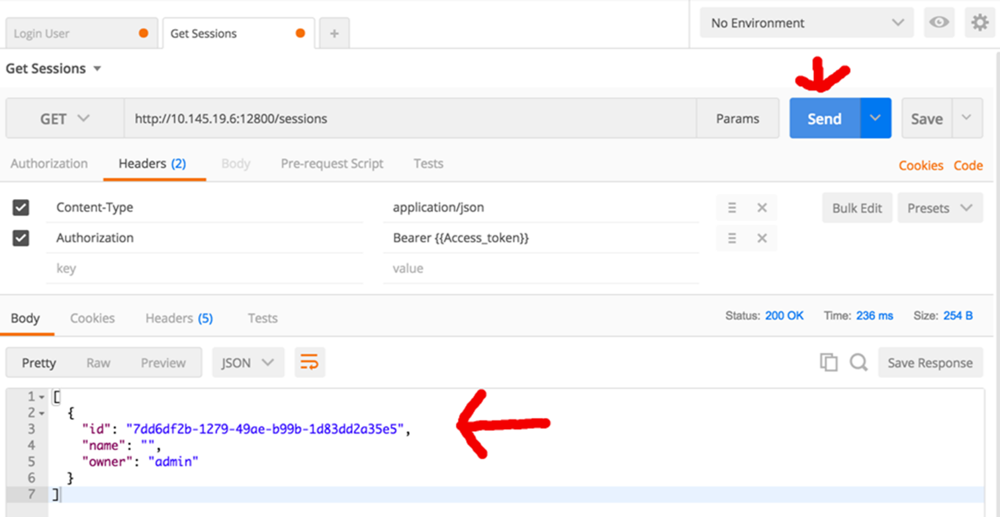 Login User Get Sessions + No Environment
Get Sessions
GET http://10.145.19.6:12800/sessions Params Send Save
Authorization Headers (2) Body Pre-request Script Tests Cookies Code
Content-Type application/json Bulk Edit Presets
Authorization Bearer {{Access_token}}
key value
Body Cookies Headers (5) Tests Status: 200 OK Time: 236 ms Size: 254 B
Pretty Raw Preview JSON Save Response
1 [
2 {
3 "id": "7dd6df2b-1279-49ae-b99b-1d83dd2a35e5",
4 "name": "",
5 "owner": "admin"
6 }
7 ]